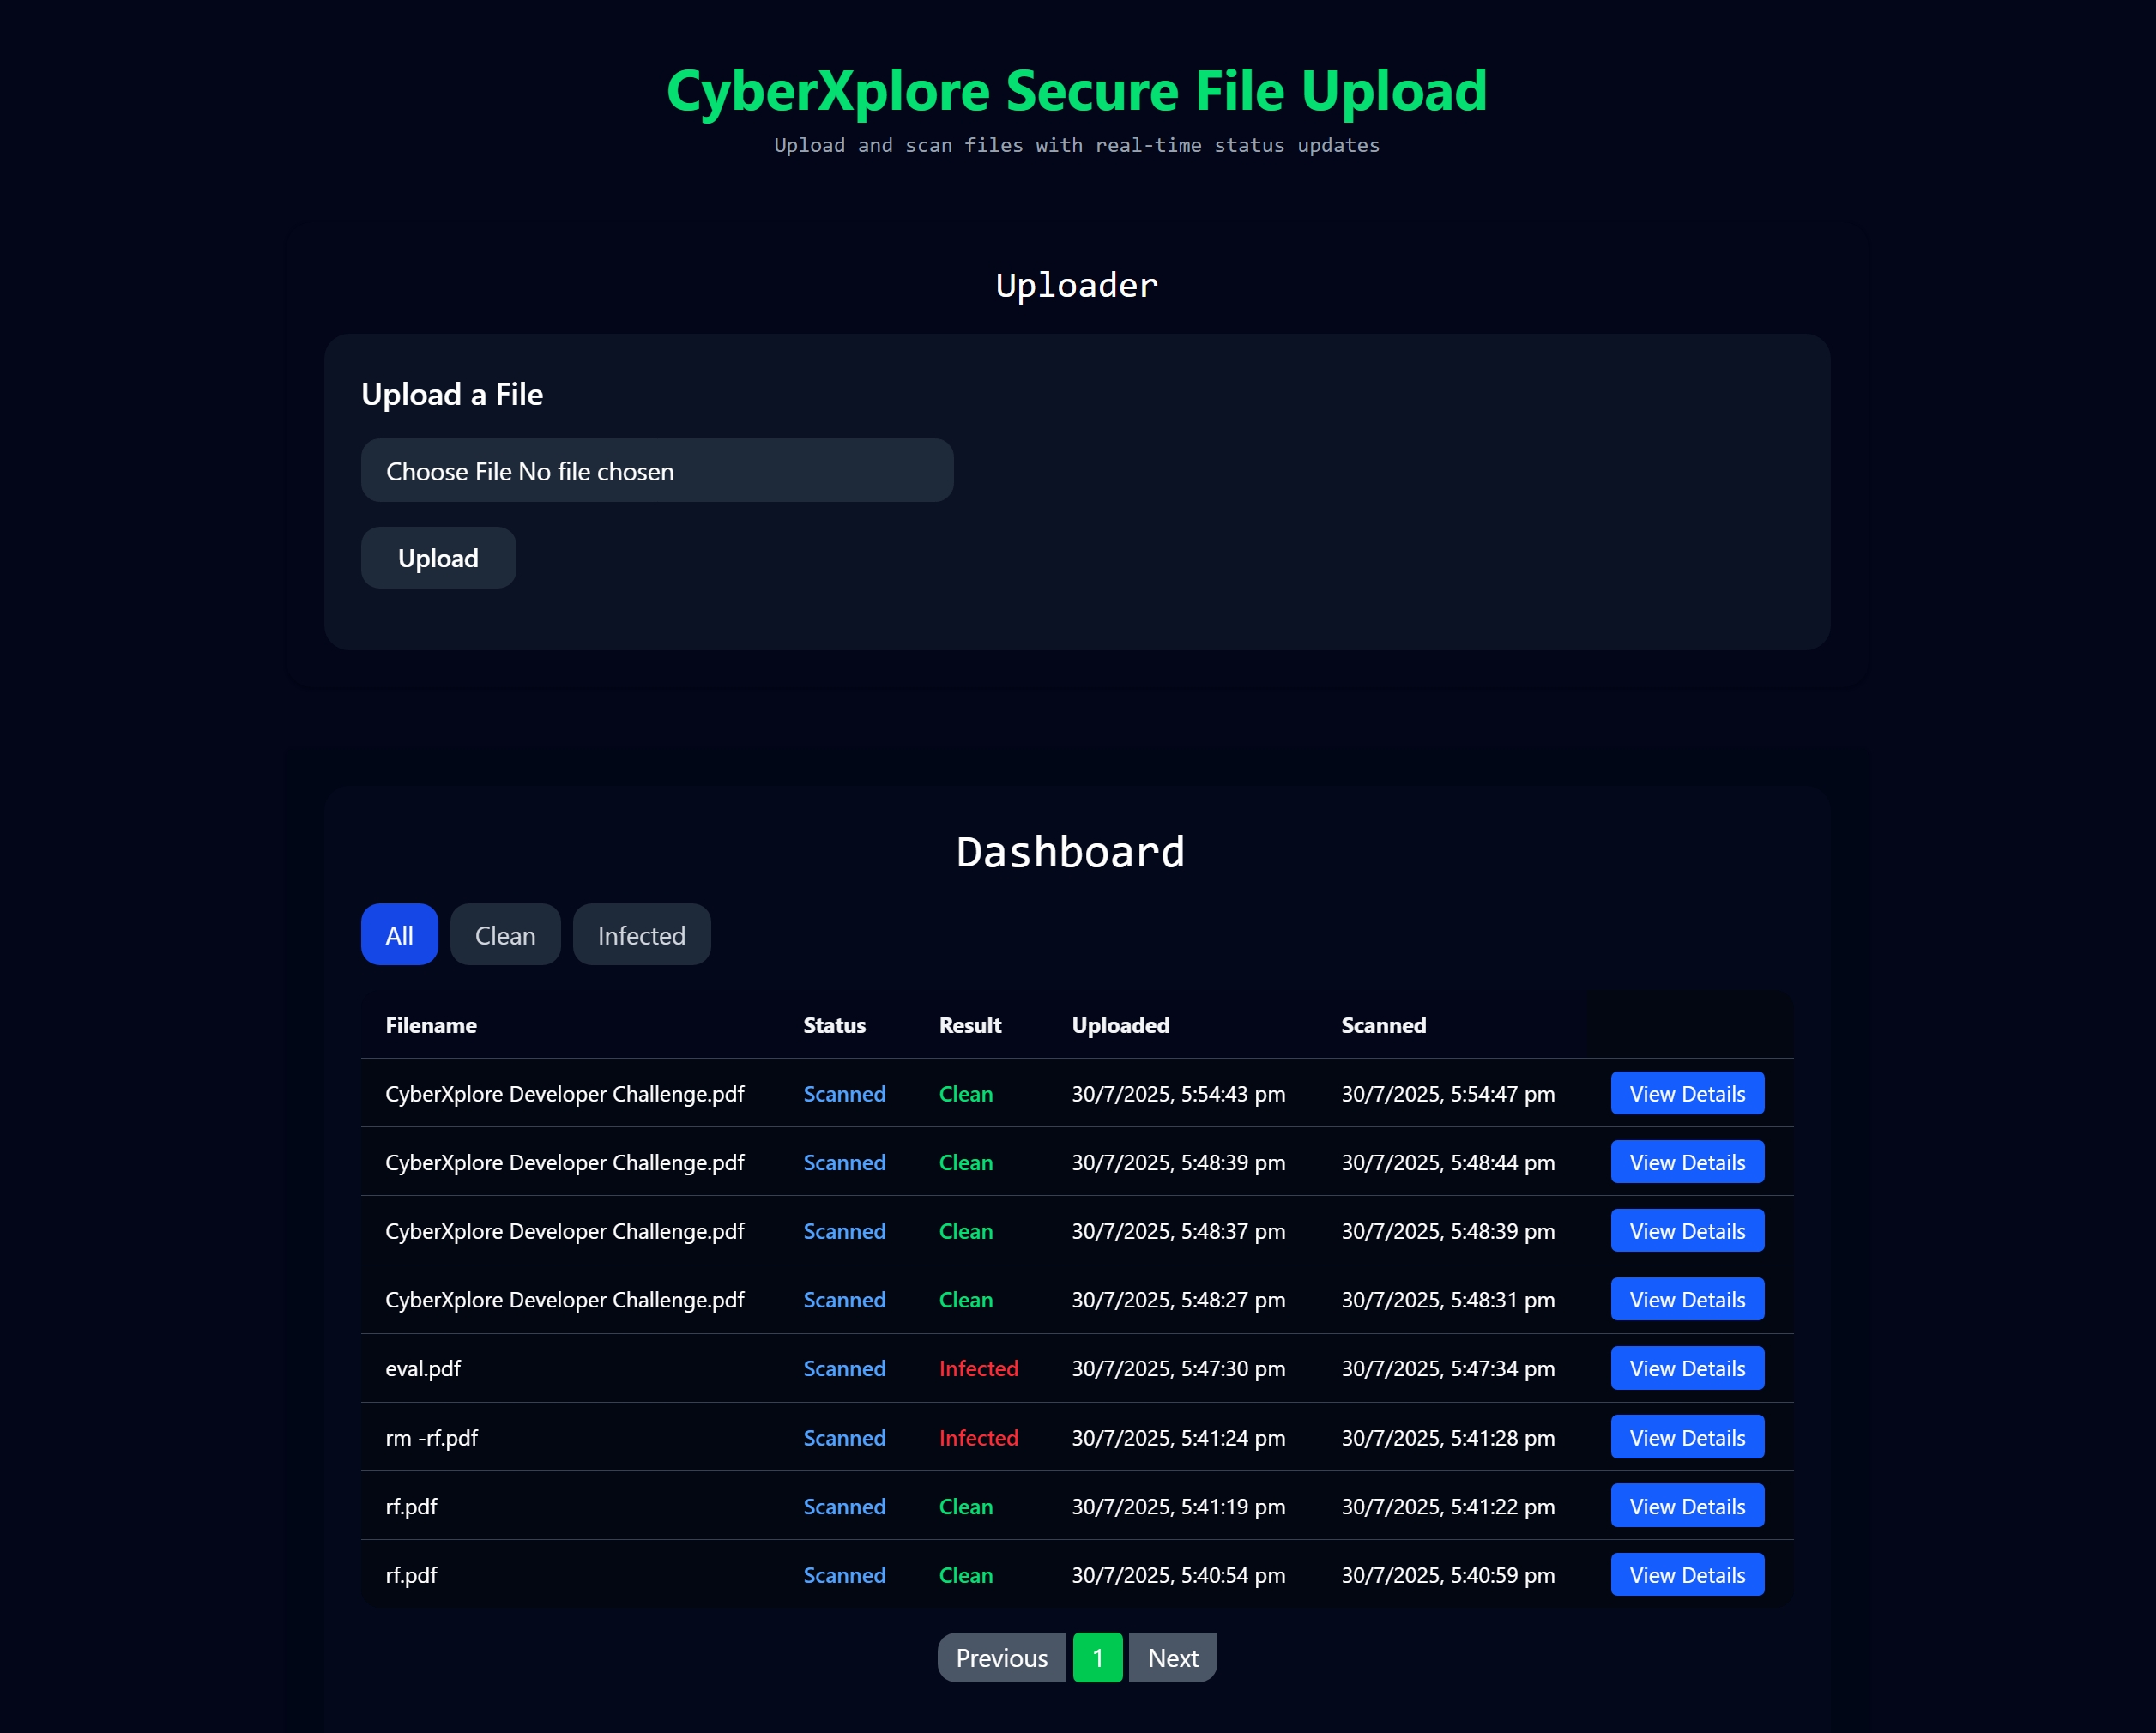 CyberXplore Secure File Upload
Upload and scan files with real-time status updates
Uploader
Upload a File
Choose File No file chosen
Upload
Dashboard
All Clean Infected
Filename Status Result Uploaded Scanned
CyberXplore Developer Challenge.pdf Scanned Clean 30/7/2025, 5:54:43 pm 30/7/2025, 5:54:47 pm View Details
CyberXplore Developer Challenge.pdf Scanned Clean 30/7/2025, 5:48:39 pm 30/7/2025, 5:48:44 pm View Details
CyberXplore Developer Challenge.pdf Scanned Clean 30/7/2025, 5:48:37 pm 30/7/2025, 5:48:39 pm View Details
CyberXplore Developer Challenge.pdf Scanned Clean 30/7/2025, 5:48:27 pm 30/7/2025, 5:48:31 pm View Details
eval.pdf Scanned Infected 30/7/2025, 5:47:30 pm 30/7/2025, 5:47:34 pm View Details
rm -rf.pdf Scanned Infected 30/7/2025, 5:41:24 pm 30/7/2025, 5:41:28 pm View Details
rf.pdf Scanned Clean 30/7/2025, 5:41:19 pm 30/7/2025, 5:41:22 pm View Details
rf.pdf Scanned Clean 30/7/2025, 5:40:54 pm 30/7/2025, 5:40:59 pm View Details
Previous 1 Next